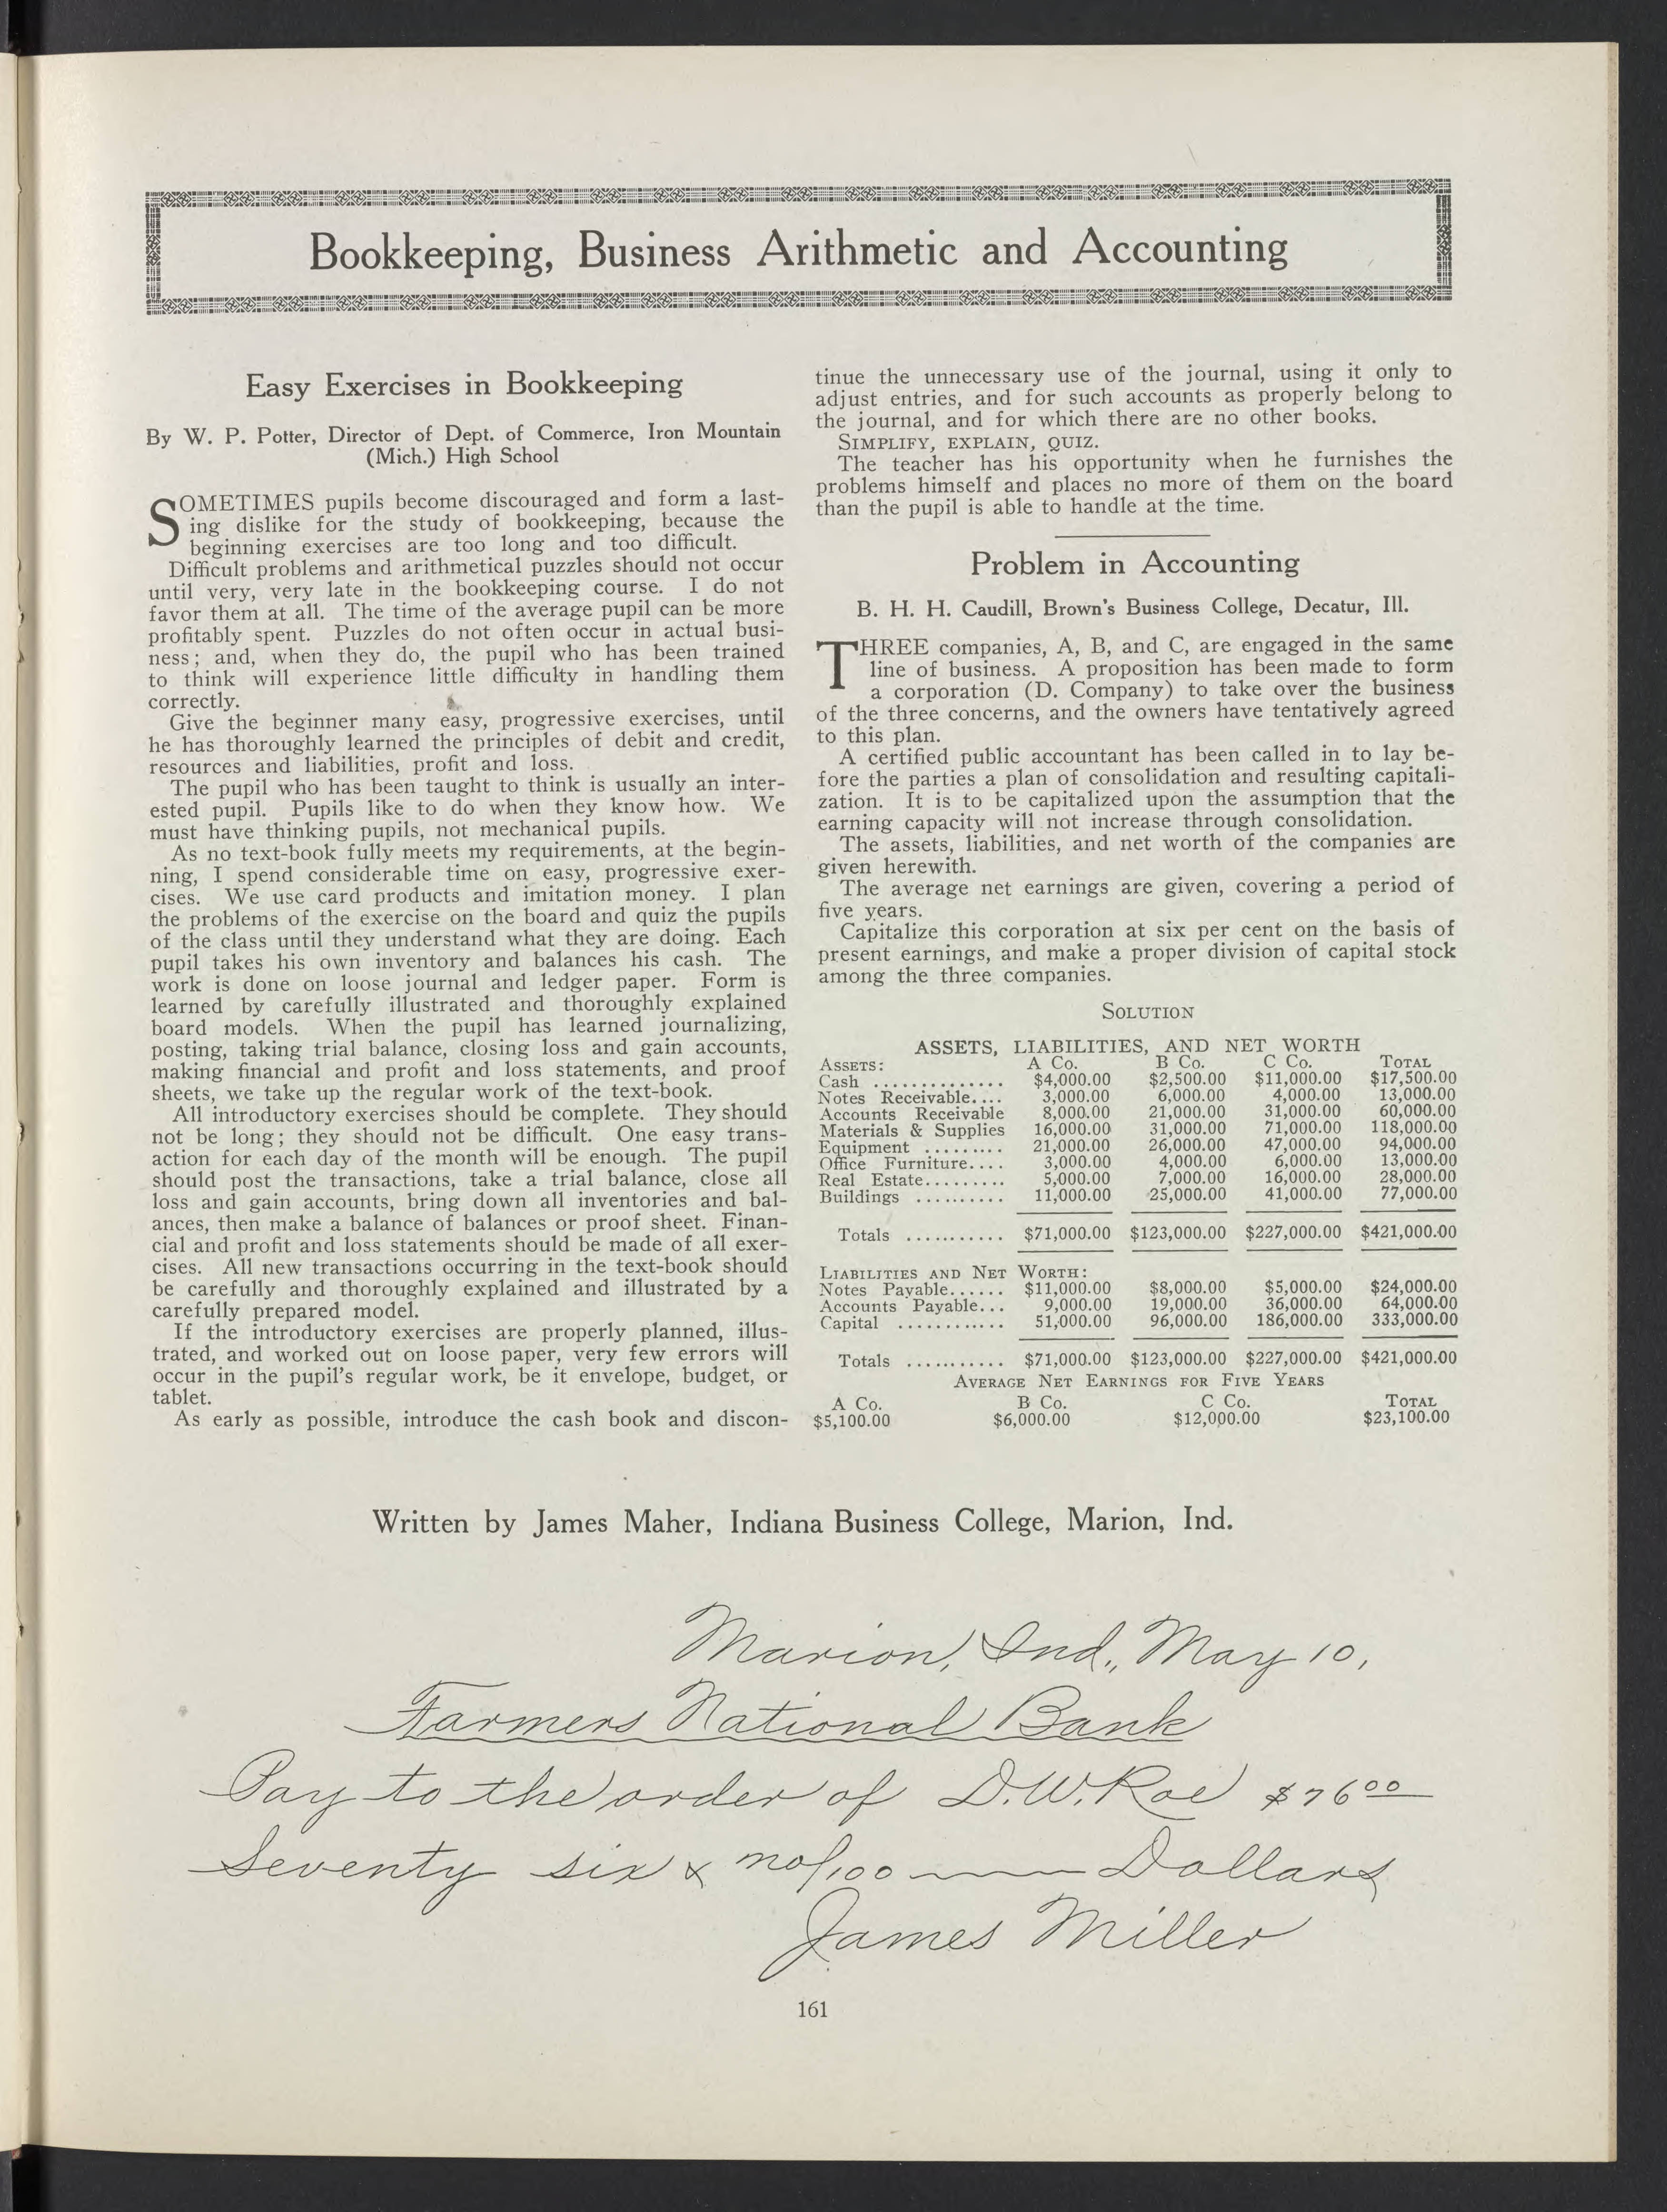 Bookkeeping, Business Arithmetic and Accounting
Easy Exercises in Bookkeeping
By W. P. Potter, Director of Dept. of Commerce, Iron Mountain
(Mich.) High School
SOMETIMES pupils become discouraged and form a last-
ing dislike for the study of bookkeeping, because the
beginning exercises are too long and too difficult.
Difficult problems and arithmetical puzzles should not occur
until very, very late in the bookkeeping course. I do not
favor them at all. The time of the average pupil can be more
profitably spent. Puzzles do not often occur in actual busi-
ness; and, when they do, the pupil who has been trained
to think will experience little difficulty in handling them
correctly.
Give the beginner many easy, progressive exercises, until
he has thoroughly learned the principles of debit and credit,
resources and liabilities, profit and loss.
The pupil who has been taught to think is usually an inter-
ested pupil. Pupils like to do when they know how. We
must have thinking pupils, not mechanical pupils.
As no text-book fully meets my requirements, at the begin-
ning, I spend considerable time on easy, progressive exer-
cises. We use card products and imitation money. I plan
the problems of the exercise on the board and quiz the pupils
of the class until they understand what they are doing. Each
pupil takes his own inventory and balances his cash. The
work is done on loose journal and ledger paper. Form is
learned by carefully illustrated and thoroughly explained
board models. When the pupil has learned journalizing,
posting, taking trial balance, closing loss and gain accounts,
making financial and profit and loss statements, and proof
sheets, we take up the regular work of the text-book.
All introductory exercises should be complete. They should
not be long; they should not be difficult. One easy trans-
action for each day of the month will be enough. The pupil
should post the transactions, take a trial balance, close all
loss and gain accounts, bring down all inventories and bal-
ances, then make a balance of balances or proof sheet. Finan-
cial and profit and loss statements should be made of all exer-
cises. All new transactions occurring in the text-book should
be carefully and thoroughly explained and illustrated by a
carefully prepared model.
If the introductory exercises are properly planned, illus-
trated, and worked out on loose paper, very few errors will
occur in the pupil's regular work, be it envelope, budget, or
tablet.
As early as possible, introduce the cash book and discon-
tinue the unnecessary use of the journal, using it only to
adjust entries, and for such accounts as properly belong to
the journal, and for which there are no other books.
SIMPLIFY, EXPLAIN, QUIZ.
The teacher has his opportunity when he furnishes the
problems himself and places no more of them on the board
than the pupil is able to handle at the time.
Problem in Accounting
B. H. H. Caudill, Brown's Business College, Decatur, Ill.
THREE companies, A, B, and C, are engaged in the same
line of business. A proposition has been made to form
a corporation (D. Company) to take over the business
of the three concerns, and the owners have tentatively agreed
to this plan.
A certified public accountant has been called in to lay be-
fore the parties a plan of consolidation and resulting capitali-
zation. It is to be capitalized upon the assumption that the
earning capacity will not increase through consolidation.
The assets, liabilities, and net worth of the companies are
given herewith.
The average net earnings are given, covering a period of
five years.
Capitalize this corporation at six per cent on the basis of
present earnings, and make a proper division of capital stock
among the three companies.
SOLUTION
ASSETS, LIABILITIES, AND NET WORTH
ASSETS: A Co. B Co. C Co. TOTAL
Cash .............. $4,000.00 $2,500.00 $11,000.00 $17,500.00
Notes Receivable.... 3,000.00 6,000.00 4,000.00 13,000.00
Accounts Receivable 8,000.00 21,000.00 31,000.00 60,000.00
Materials & Supplies 16,000.00 31,000.00 71,000.00 118,000.00
Equipment ......... 21,000.00 26,000.00 47,000.00 94,000.00
Office Furniture.... 3,000.00 4,000.00 6,000.00 13,000.00
Real Estate......... 5,000.00 7,000.00 16,000.00 28,000.00
Buildings .......... 11,000.00 25,000.00 41,000.00 77,000.00
Totals ........... $71,000.00 $123,000.00 $227,000.00 $421,000.00
LIABILITIES AND NET WORTH:
Notes Payable...... $11,000.00 $8,000.00 $5,000.00 $24,000.00
Accounts Payable... 9,000.00 19,000.00 36,000.00 64,000.00
Capital ............ 51,000.00 96,000.00 186,000.00 333,000.00
Totals ........... $71,000.00 $123,000.00 $227,000.00 $421,000.00
AVERAGE NET EARNINGS FOR FIVE YEARS
A Co. B Co. C Co. TOTAL
$5,100.00 $6,000.00 $12,000.00 $23,100.00
Written by James Maher, Indiana Business College, Marion, Ind.
Marion, Ind., May 10,
Farmers National Bank
Pay to the order of D.W. Roe $76 00
Seventy six & no/100 Dollars
James Miller
161